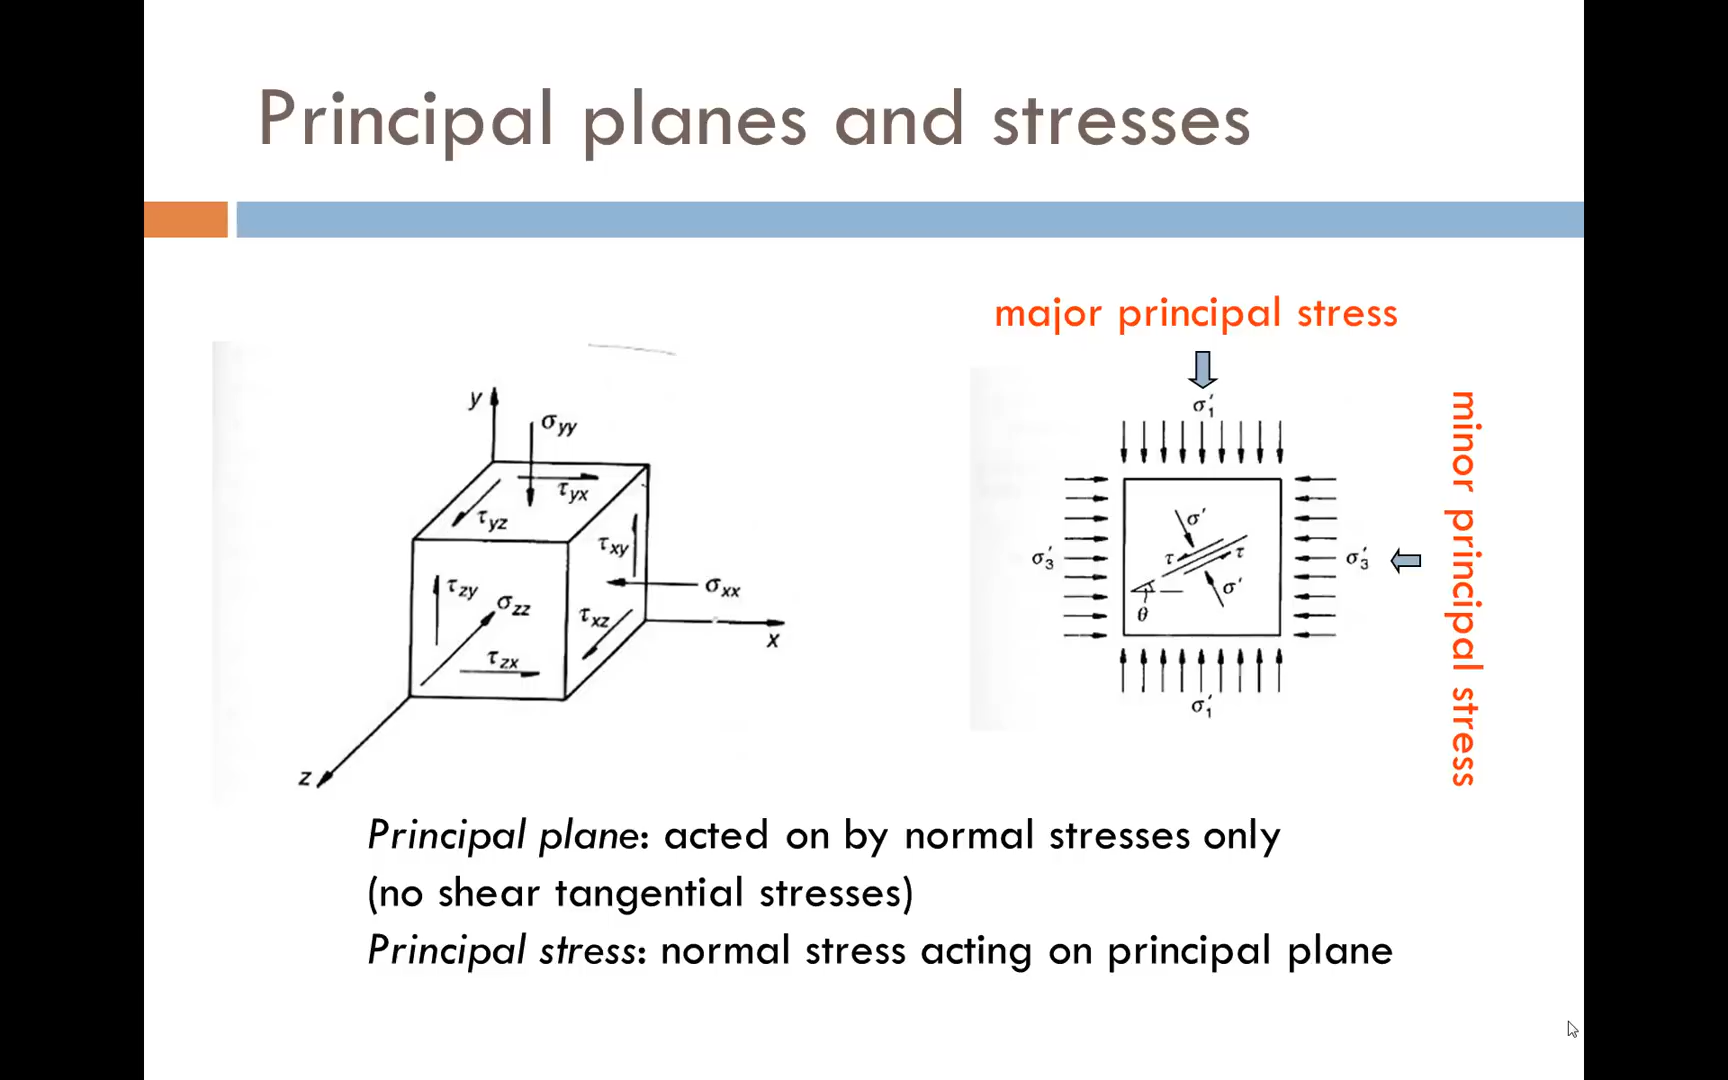 Principal planes and stresses
major principal stress
minor principal stress
y
σyy
τyx
τyz
τxy
σxx
τzy
σzz
τxz
τzx
x
z
σ′1
σ′
τ
τ
σ′3
σ′3
σ′
θ
σ′1
Principal plane: acted on by normal stresses only
(no shear tangential stresses)
Principal stress: normal stress acting on principal plane